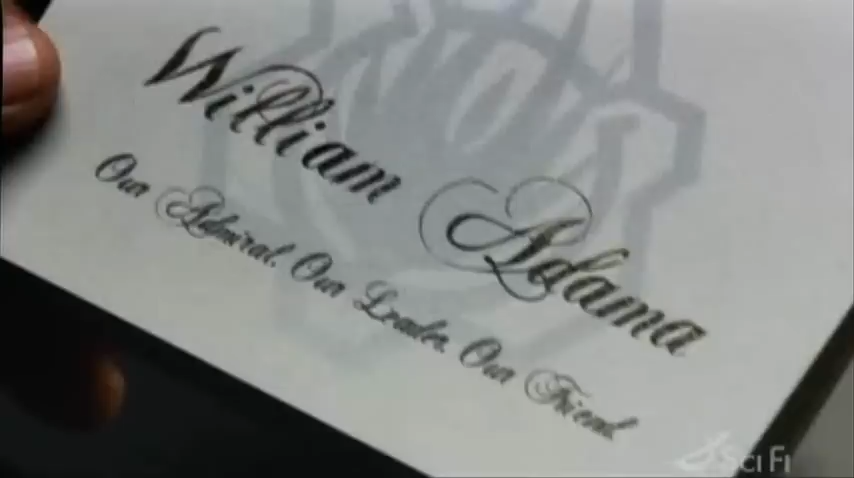 William Adama
Our Admiral. Our Leader. Our Friend.
SCI FI